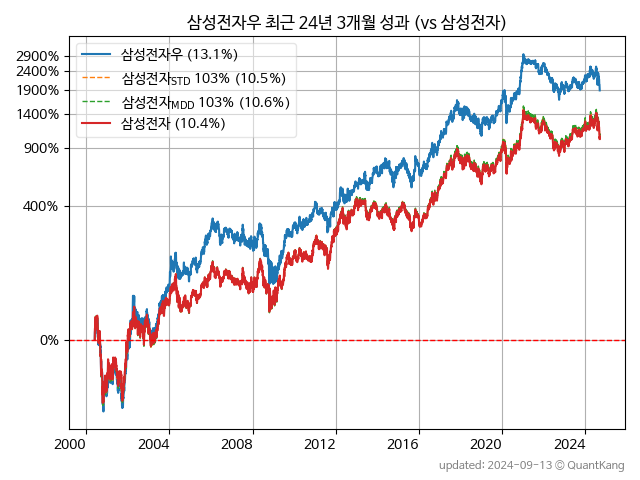 삼성전자우 최근 24년 3개월 성과 (vs 삼성전자)
삼성전자우 (13.1%)
삼성전자STD 103% (10.5%)
삼성전자MDD 103% (10.6%)
삼성전자 (10.4%)
2900%
2400%
1900%
1400%
900%
400%
0%
2000 2004 2008 2012 2016 2020 2024
updated: 2024-09-13 © QuantKang